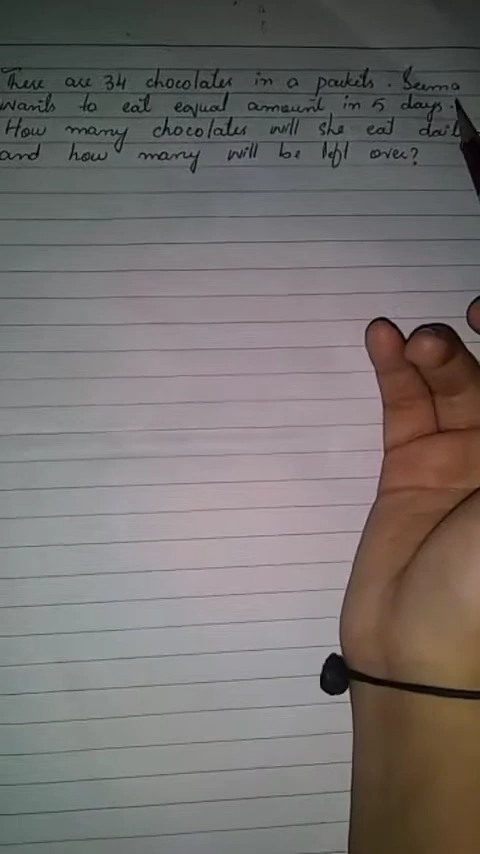 There are 34 chocolates in a packets. Seema
wants to eat equal amount in 5 days.
How many chocolates will she eat dail
and how many will be left over?